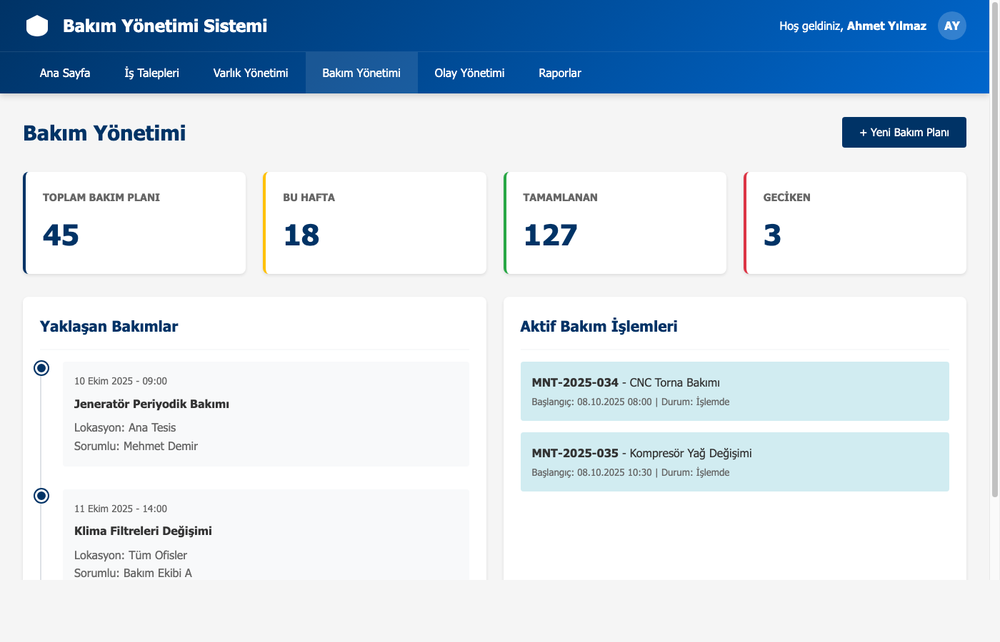 Bakım Yönetimi Sistemi
Hoş geldiniz, Ahmet Yılmaz
AY
Ana Sayfa
İş Talepleri
Varlık Yönetimi
Bakım Yönetimi
Olay Yönetimi
Raporlar
Bakım Yönetimi
+ Yeni Bakım Planı
TOPLAM BAKIM PLANI
45
BU HAFTA
18
TAMAMLANAN
127
GECİKEN
3
Yaklaşan Bakımlar
10 Ekim 2025 - 09:00
Jeneratör Periyodik Bakımı
Lokasyon: Ana Tesis
Sorumlu: Mehmet Demir
11 Ekim 2025 - 14:00
Klima Filtreleri Değişimi
Lokasyon: Tüm Ofisler
Sorumlu: Bakım Ekibi A
Aktif Bakım İşlemleri
MNT-2025-034 - CNC Torna Bakımı
Başlangıç: 08.10.2025 08:00 | Durum: İşlemde
MNT-2025-035 - Kompresör Yağ Değişimi
Başlangıç: 08.10.2025 10:30 | Durum: İşlemde